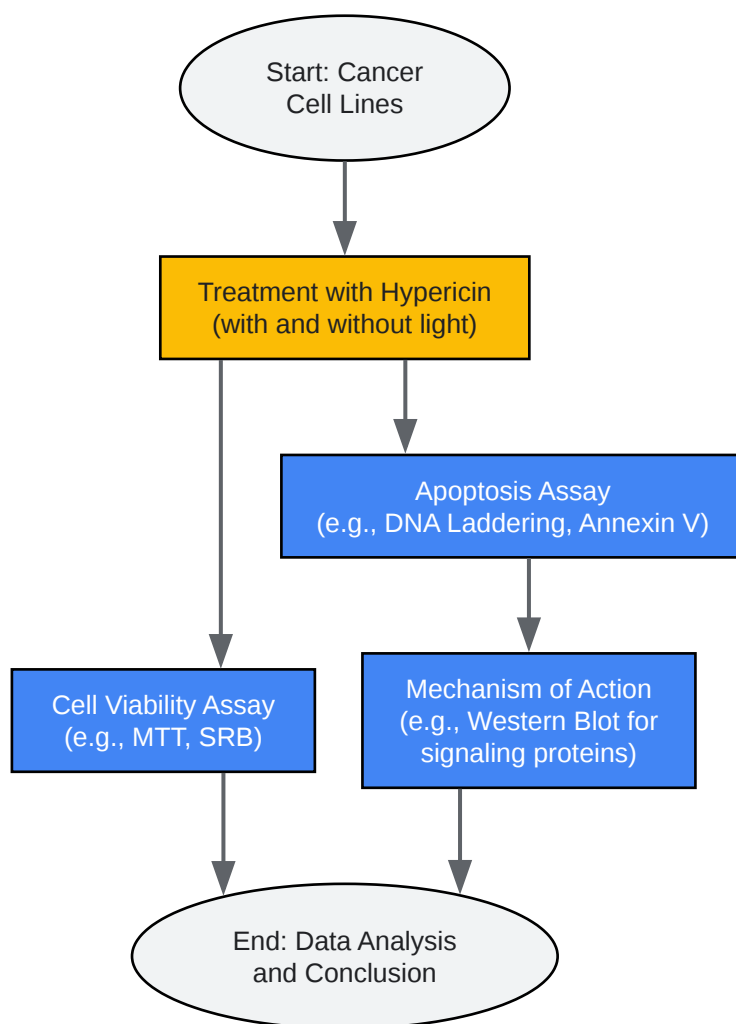 Start: Cancer
Cell Lines
Treatment with Hypericin
(with and without light)
Apoptosis Assay
(e.g., DNA Laddering, Annexin V)
Cell Viability Assay
(e.g., MTT, SRB)
Mechanism of Action
(e.g., Western Blot for
signaling proteins)
End: Data Analysis
and Conclusion